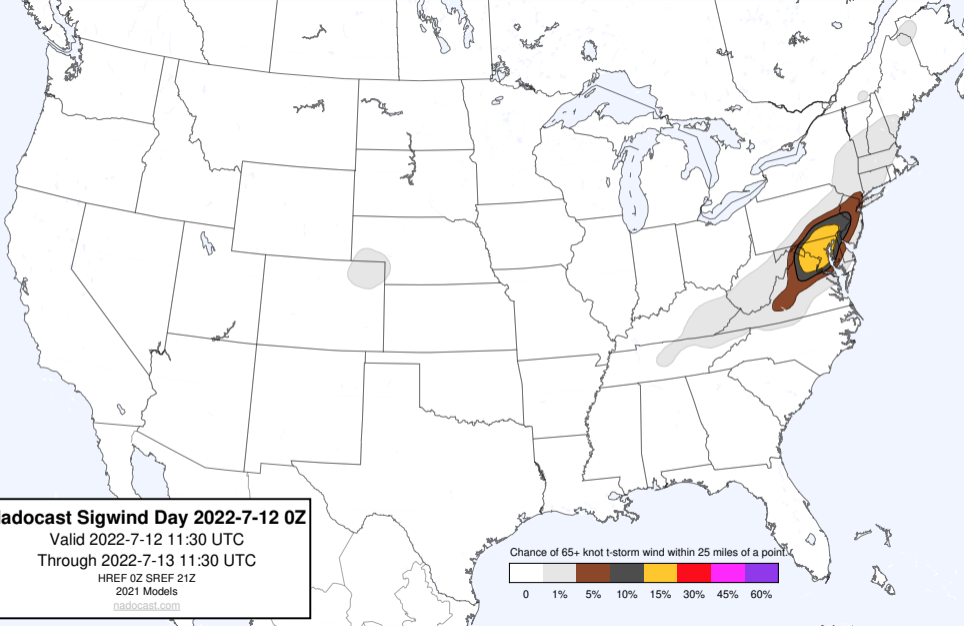 adocast Sigwind Day 2022-7-12 0Z
Valid 2022-7-12 11:30 UTC
Through 2022-7-13 11:30 UTC
HREF 0Z SREF 21Z
2021 Models
nadocast.com
Chance of 65+ knot t-storm wind within 25 miles of a point.
0 1% 5% 10% 15% 30% 45% 60%